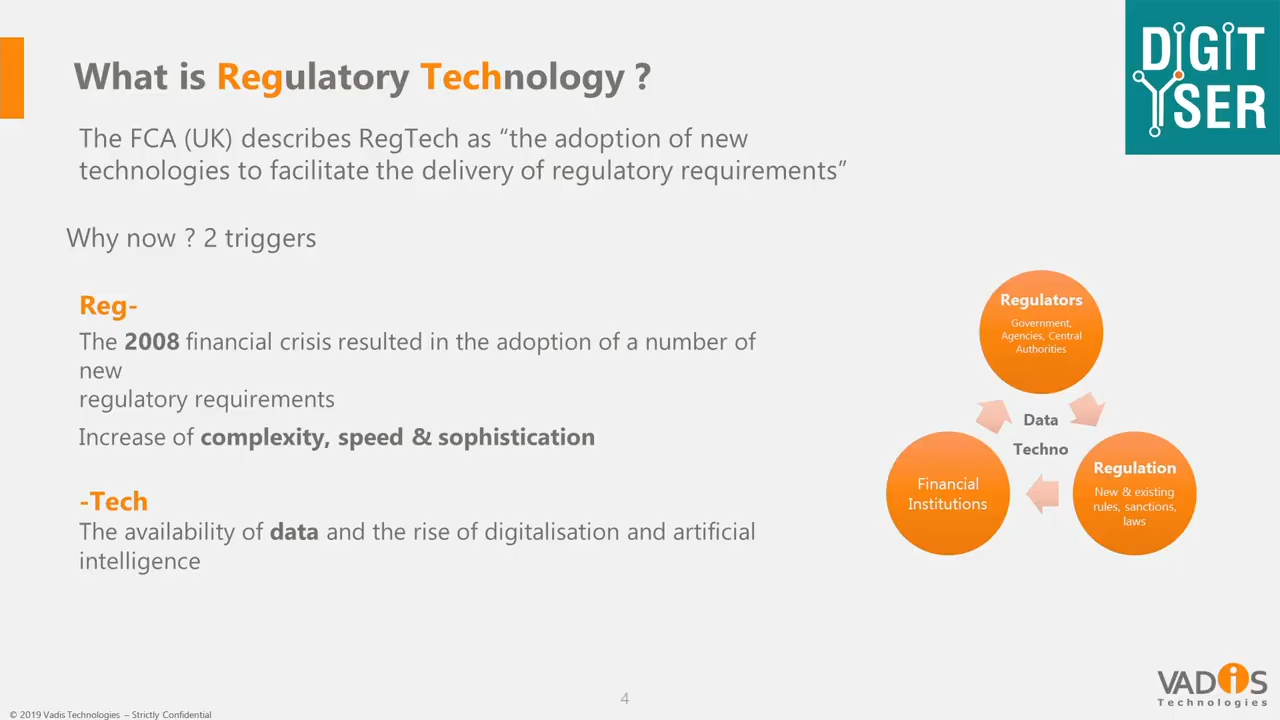 What is Regulatory Technology ?
DIGIT
YSER
The FCA (UK) describes RegTech as “the adoption of new
technologies to facilitate the delivery of regulatory requirements”
Why now ? 2 triggers
Reg-
The 2008 financial crisis resulted in the adoption of a number of
new
regulatory requirements
Increase of complexity, speed & sophistication
-Tech
The availability of data and the rise of digitalisation and artificial
intelligence
Regulators
Government,
Agencies, Central
Authorities
Data
Techno
Regulation
New & existing
rules, sanctions,
laws
Financial
Institutions
VADiS
Technologies
4
© 2019 Vadis Technologies – Strictly Confidential